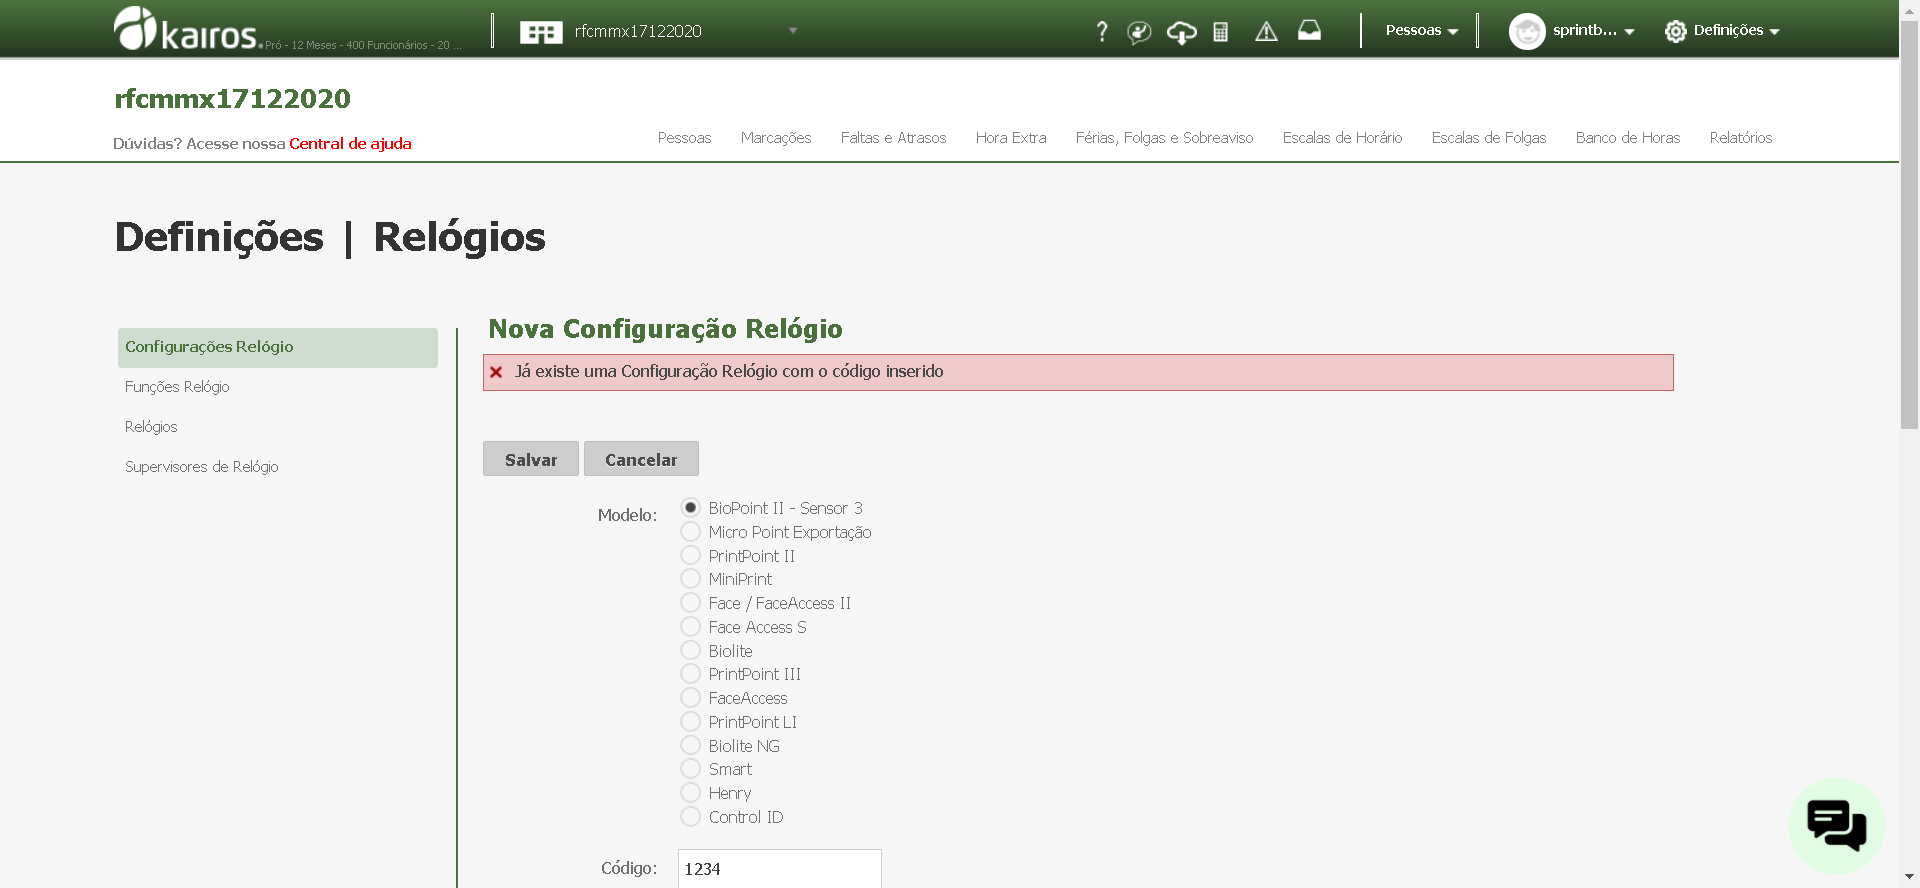 kairos.
Pró - 12 Meses - 400 Funcionários - 20 ...
rfcmmx17122020
?
Pessoas
sprintb...
Definições
rfcmmx17122020
Dúvidas? Acesse nossa Central de ajuda
Pessoas
Marcações
Faltas e Atrasos
Hora Extra
Férias, Folgas e Sobreaviso
Escalas de Horário
Escalas de Folgas
Banco de Horas
Relatórios
Definições | Relógios
Configurações Relógio
Funções Relógio
Relógios
Supervisores de Relógio
Nova Configuração Relógio
Já existe uma Configuração Relógio com o código inserido
Salvar
Cancelar
Modelo:
BioPoint II - Sensor 3
Micro Point Exportação
PrintPoint II
MiniPrint
Face / FaceAccess II
Face Access S
Biolite
PrintPoint III
FaceAccess
PrintPoint LI
Biolite NG
Smart
Henry
Control ID
Código:
1234